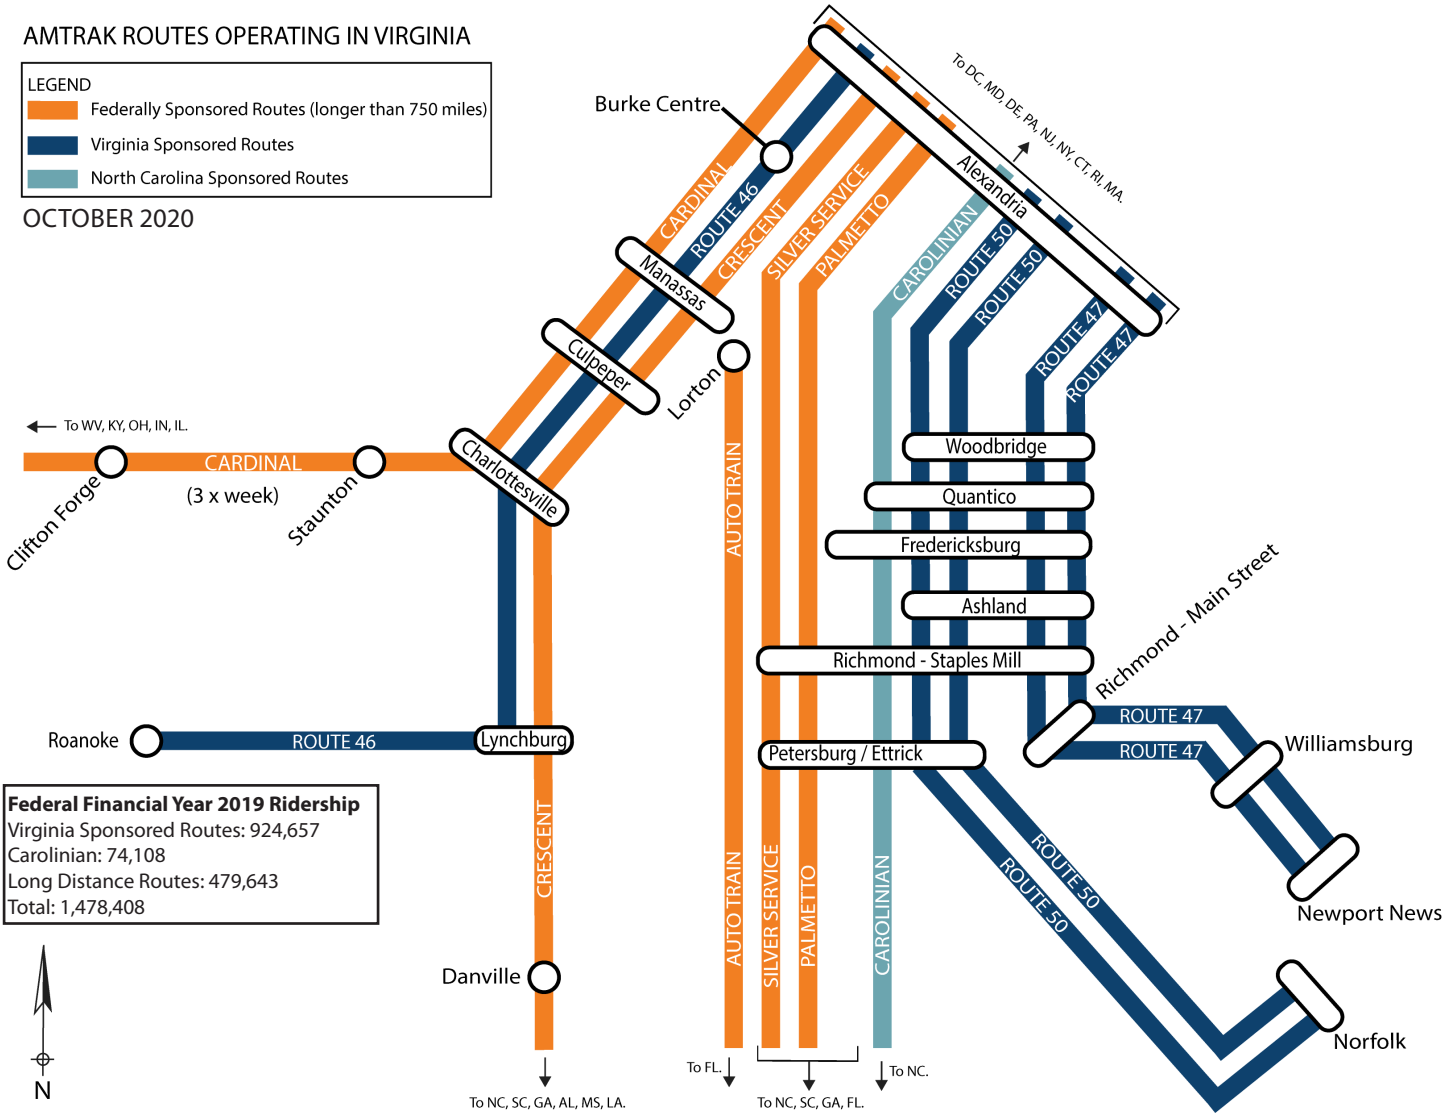 AMTRAK ROUTES OPERATING IN VIRGINIA
LEGEND
Federally Sponsored Routes (longer than 750 miles)
Virginia Sponsored Routes
North Carolina Sponsored Routes
OCTOBER 2020
Burke Centre
To DC, MD, DE, PA, NJ, NY, CT, RI, MA.
Alexandria
CARDINAL
ROUTE 46
CRESCENT
SILVER SERVICE
PALMETTO
CAROLINIAN
ROUTE 50
ROUTE 50
ROUTE 47
ROUTE 47
Manassas
Culpeper
Lorton
Charlottesville
To WV, KY, OH, IN, IL.
CARDINAL
(3 x week)
Clifton Forge
Staunton
AUTO TRAIN
Woodbridge
Quantico
Fredericksburg
Ashland
Richmond - Staples Mill
Richmond - Main Street
Roanoke
ROUTE 46
Lynchburg
Petersburg / Ettrick
ROUTE 47
ROUTE 47
Williamsburg
Newport News
Federal Financial Year 2019 Ridership
Virginia Sponsored Routes: 924,657
Carolinian: 74,108
Long Distance Routes: 479,643
Total: 1,478,408
CRESCENT
AUTO TRAIN
SILVER SERVICE
PALMETTO
CAROLINIAN
ROUTE 50
ROUTE 50
Danville
Norfolk
N
To NC, SC, GA, AL, MS, LA.
To FL.
To NC, SC, GA, FL.
To NC.